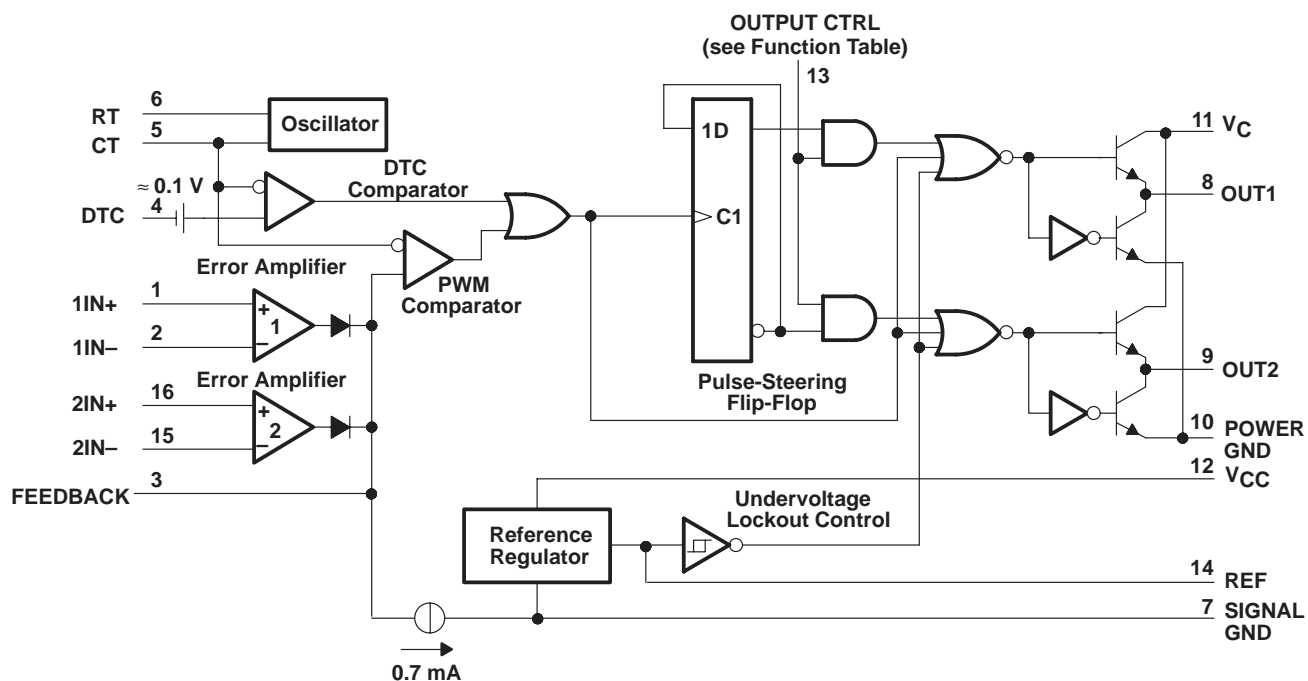 OUTPUT CTRL
(see Function Table)
13
6
RT
Oscillator
5
CT
1D
11 VC
DTC
Comparator
≈ 0.1 V
4
DTC
8
OUT1
C1
Error Amplifier
PWM
Comparator
1
1IN+
+
1
–
2
1IN–
Error Amplifier
Pulse-Steering
Flip-Flop
9
OUT2
16
2IN+
+
2
–
15
2IN–
10 POWER
GND
3
FEEDBACK
12 VCC
Undervoltage
Lockout Control
Reference
Regulator
14 REF
7 SIGNAL
GND
0.7 mA